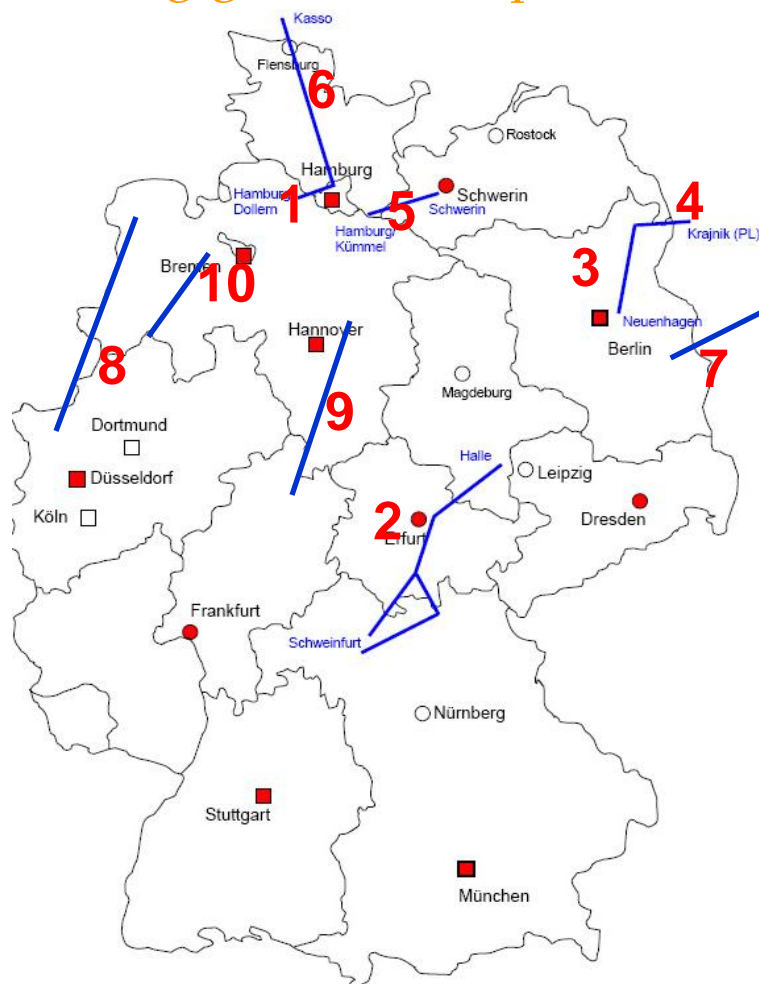 Kasso
Flensburg
6
Rostock
Hamburg
Hamburg/
Dollern
1
5
Schwerin
Schwerin
4
Hamburg/
Kümmel
Krajnik (PL)
Bremen
10
3
Hannover
Neuenhagen
Berlin
8
7
Magdeburg
9
Dortmund
Halle
Leipzig
Düsseldorf
Köln
2
Erfurt
Dresden
Frankfurt
Schweinfurt
Nürnberg
Stuttgart
München